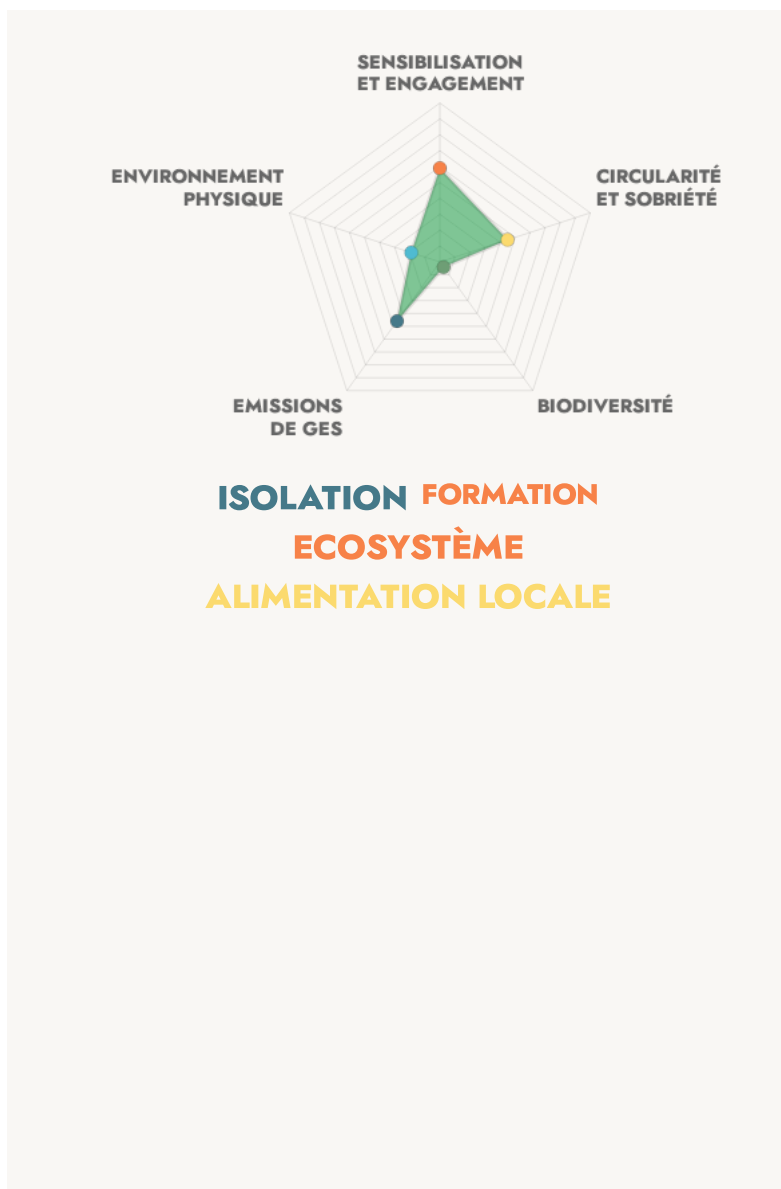 SENSIBILISATION
ET ENGAGEMENT
ENVIRONNEMENT
PHYSIQUE
CIRCULARITÉ
ET SOBRIÉTÉ
EMISSIONS
DE GES
BIODIVERSITÉ
ISOLATION FORMATION
ECOSYSTÈME
ALIMENTATION LOCALE